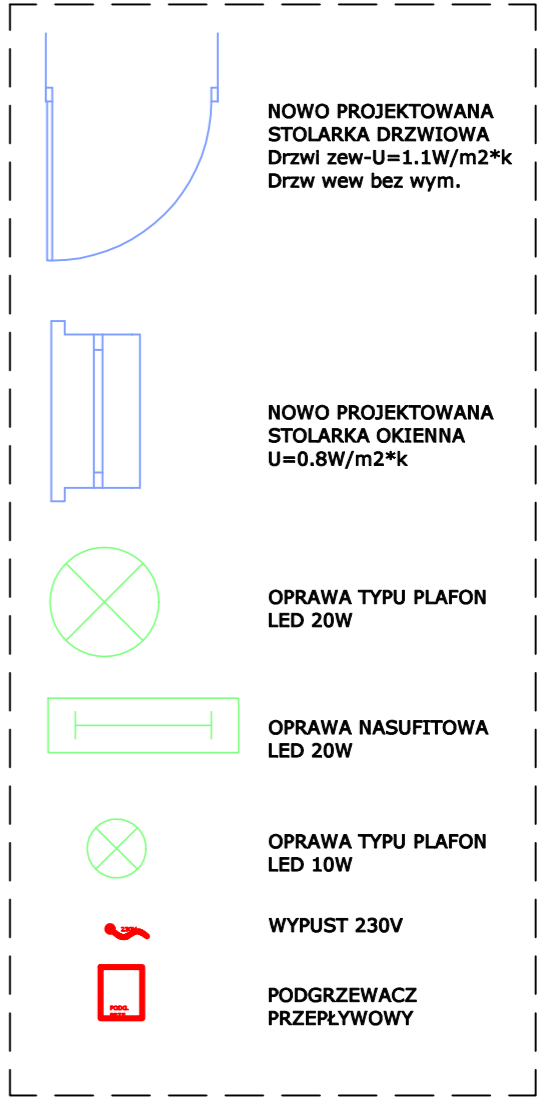 NOWO PROJEKTOWANA
STOLARKA DRZWIOWA
Drzwi zew-U=1.1W/m2*k
Drzw wew bez wym.
NOWO PROJEKTOWANA
STOLARKA OKIENNA
U=0.8W/m2*k
OPRAWA TYPU PLAFON
LED 20W
OPRAWA NASUFITOWA
LED 20W
OPRAWA TYPU PLAFON
LED 10W
230V
WYPUST 230V
PODG.
PODGRZEWACZ
PRZEPŁYWOWY